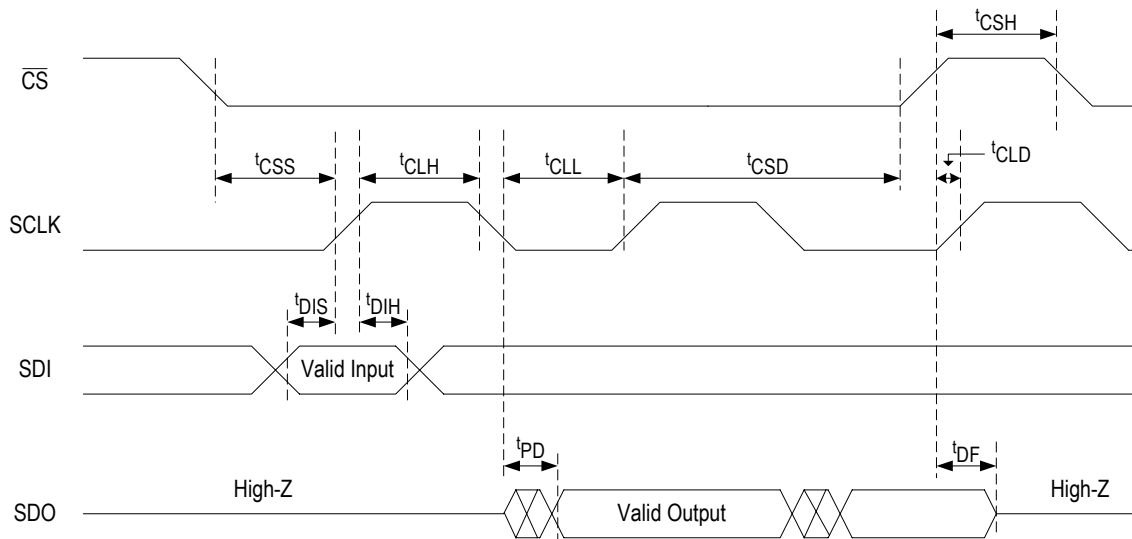 tCSH
CS
tCSS
tCLH
tCLL
tCSD
tCLD
SCLK
tDIS
tDIH
SDI
Valid Input
tPD
tDF
High-Z
High-Z
SDO
Valid Output